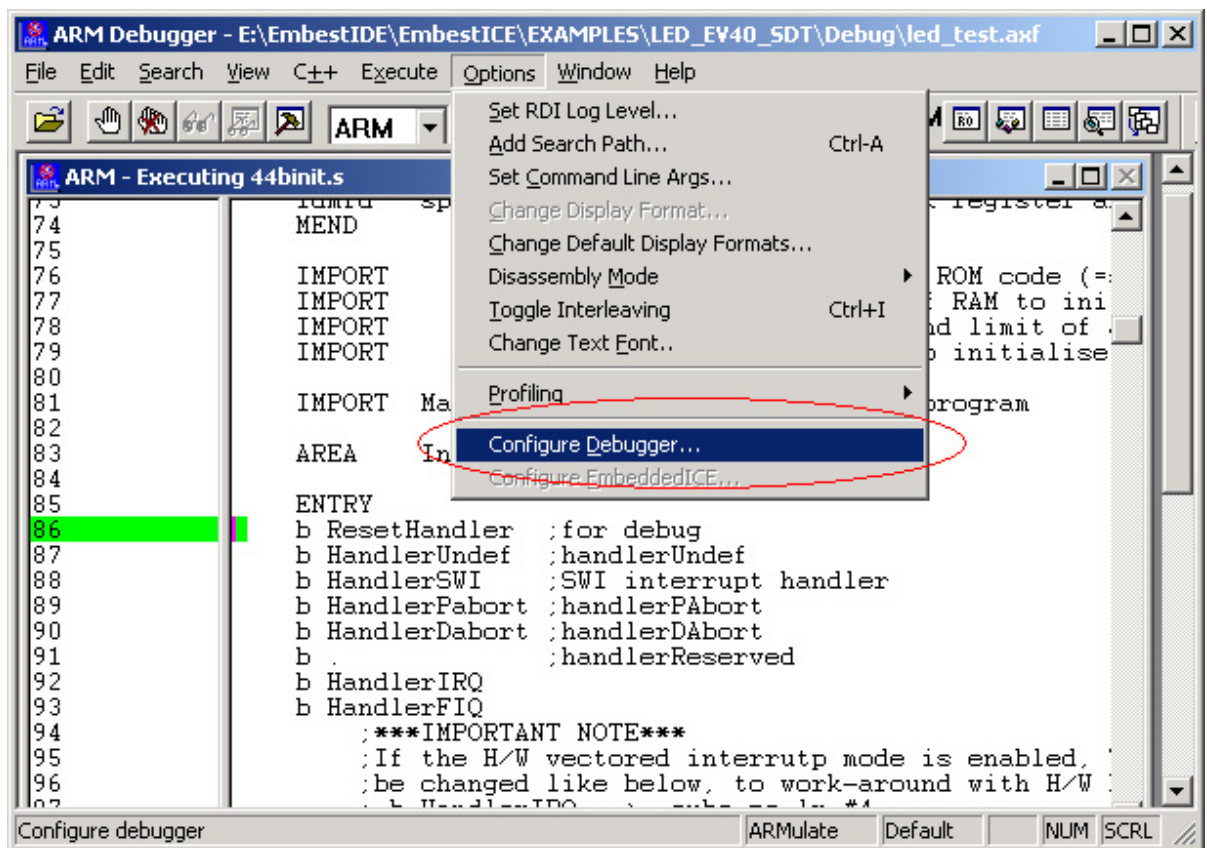 ARM Debugger - E:\EmbestIDE\EmbestICE\EXAMPLES\LED_EV40_SDT\Debug\led_test.axf
File Edit Search View C++ Execute Options Window Help
ARM
Set RDI Log Level...
Add Search Path... Ctrl-A
Set Command Line Args...
Change Display Format...
Change Default Display Formats...
Disassembly Mode
Toggle Interleaving Ctrl+I
Change Text Font..
Profiling
Configure Debugger...
Configure EmbeddedICE...
ARM - Executing 44binit.s
74 MEND
75
76 IMPORT ROM code (=
77 IMPORT RAM to ini
78 IMPORT limit of
79 IMPORT initialise
80
81 IMPORT Ma program
82
83 AREA In
84
85 ENTRY
86 b ResetHandler ;for debug
87 b HandlerUndef ;handlerUndef
88 b HandlerSWI ;SWI interrupt handler
89 b HandlerPabort ;handlerPAbort
90 b HandlerDabort ;handlerDAbort
91 b . ;handlerReserved
92 b HandlerIRQ
93 b HandlerFIQ
94 ;***IMPORTANT NOTE***
95 ;If the H/W vectored interrutp mode is enabled,
96 ;be changed like below, to work-around with H/W
Configure debugger ARMulate Default NUM SCRL